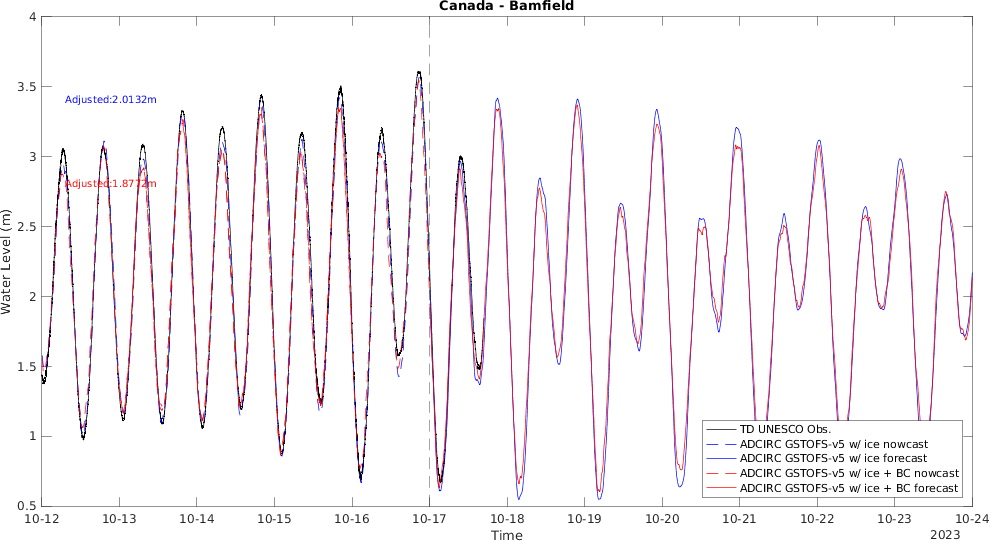 Canada - Bamfield
4
3.5
3
2.5
2
1.5
1
0.5
Water Level (m)
Adjusted:2.0132m
Adjusted:1.8772m
TD UNESCO Obs.
ADCIRC GSTOFS-v5 w/ ice nowcast
ADCIRC GSTOFS-v5 w/ ice forecast
ADCIRC GSTOFS-v5 w/ ice + BC nowcast
ADCIRC GSTOFS-v5 w/ ice + BC forecast
10-12 10-13 10-14 10-15 10-16 10-17 10-18 10-19 10-20 10-21 10-22 10-23 10-24
Time
2023